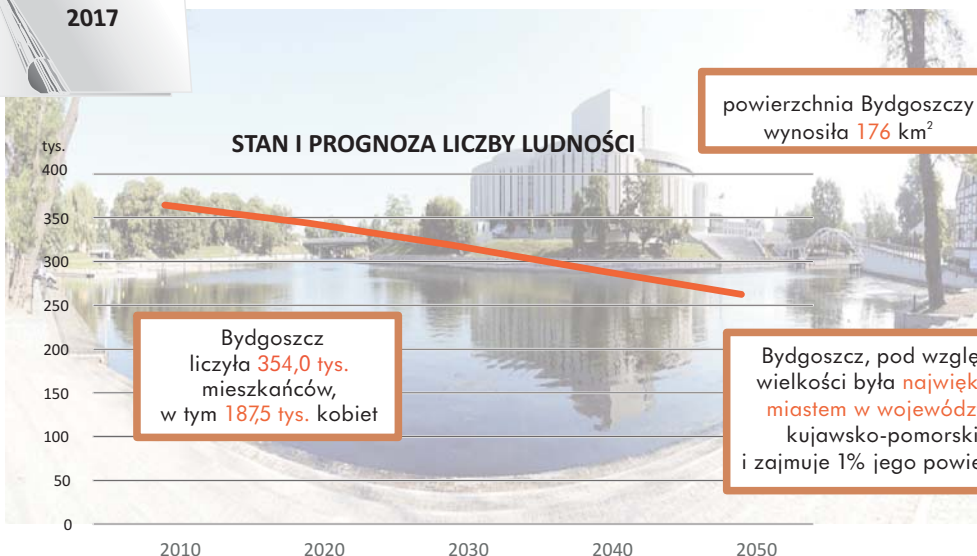 2017
powierzchnia Bydgoszczy
wynosiła 176 km²
STAN I PROGNOZA LICZBY LUDNOŚCI
tys.
400
350
300
250
200
150
100
50
0
Bydgoszcz
liczyła 354,0 tys.
mieszkańców,
w tym 187,5 tys. kobiet
Bydgoszcz, pod wzglę
wielkości była najwięk
miastem w wojewódz
kujawsko-pomorski
i zajmuje 1% jego powie
2010 2020 2030 2040 2050